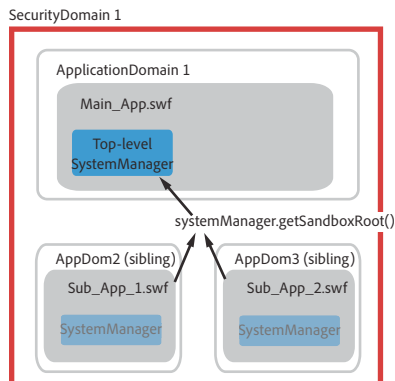 SecurityDomain 1
ApplicationDomain 1
Main_App.swf
Top-level
SystemManager
systemManager.getSandboxRoot()
AppDom2 (sibling)
Sub_App_1.swf
SystemManager
AppDom3 (sibling)
Sub_App_2.swf
SystemManager